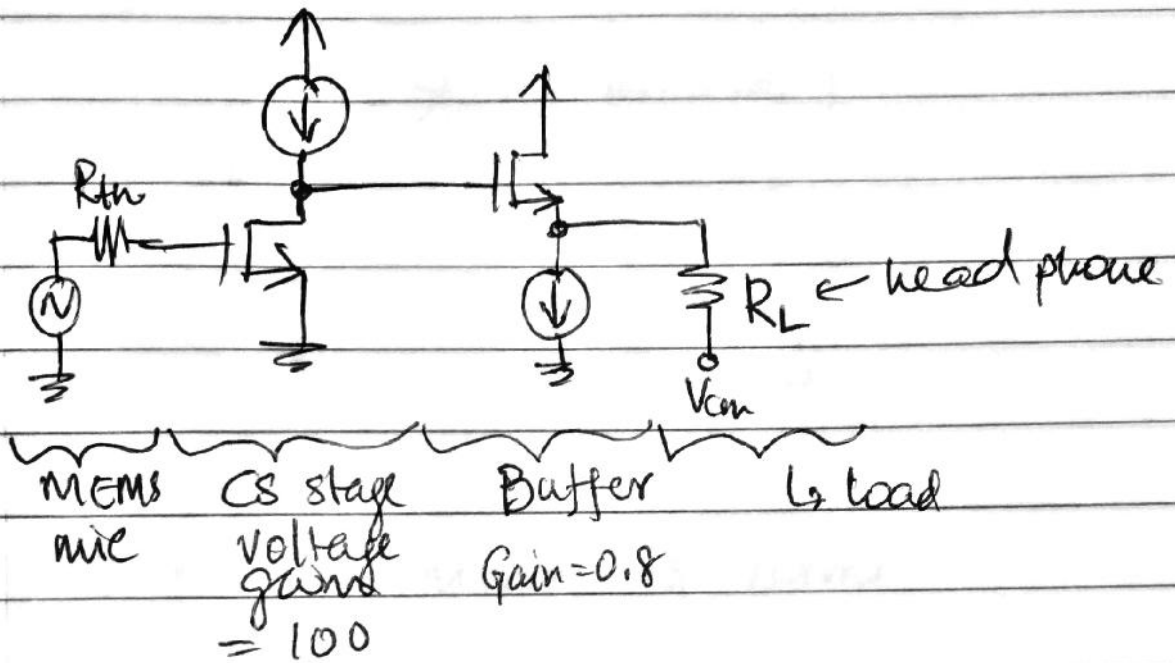 Rth
RL ← head phone
Vcm
MEMS
mic
CS stage
voltage
gain
= 100
Buffer
Gain=0.8
↳ Load